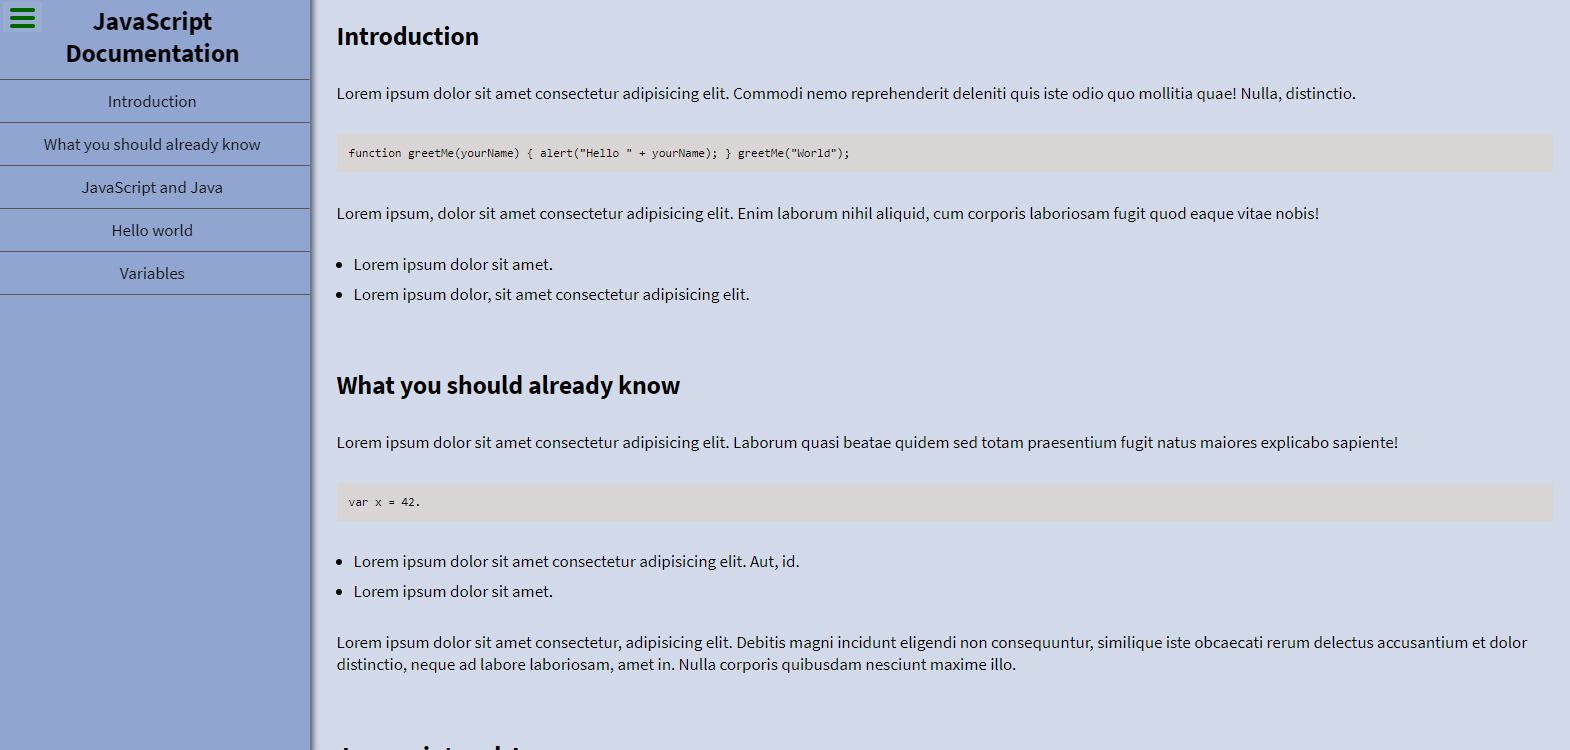 JavaScript
Documentation
Introduction
What you should already know
JavaScript and Java
Hello world
Variables
Introduction
Lorem ipsum dolor sit amet consectetur adipisicing elit. Commodi nemo reprehenderit deleniti quis iste odio quo mollitia quae! Nulla, distinctio.
function greetMe(yourName) { alert("Hello " + yourName); } greetMe("World");
Lorem ipsum, dolor sit amet consectetur adipisicing elit. Enim laborum nihil aliquid, cum corporis laboriosam fugit quod eaque vitae nobis!
Lorem ipsum dolor sit amet.
Lorem ipsum dolor, sit amet consectetur adipisicing elit.
What you should already know
Lorem ipsum dolor sit amet consectetur adipisicing elit. Laborum quasi beatae quidem sed totam praesentium fugit natus maiores explicabo sapiente!
var x = 42.
Lorem ipsum dolor sit amet consectetur adipisicing elit. Aut, id.
Lorem ipsum dolor sit amet.
Lorem ipsum dolor sit amet consectetur, adipisicing elit. Debitis magni incidunt eligendi non consequuntur, similique iste obcaecati rerum delectus accusantium et dolor
distinctio, neque ad labore laboriosam, amet in. Nulla corporis quibusdam nesciunt maxime illo.